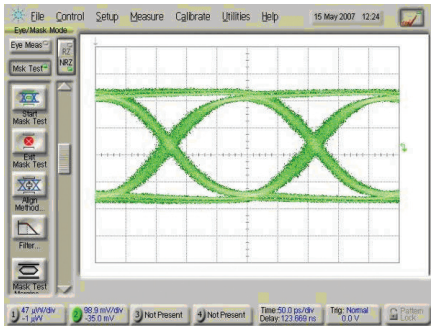 File Control Setup Measure Calibrate Utilities Help 15 May 2007 12:24
Eye/Mask Mode
Eye Meas
RZ
NRZ
Msk Test
Start
Mask Test
Exit
Mask Test
Align
Method...
Filter...
Mask Test
1) 47 µW/div
-1 µW
98.9 mV/div
-35.0 mV
3) Not Present
4) Not Present
Time:50.0 ps/div
Delay:123.669 ns
Trig: Normal
0.0 V
Pattern
Lock